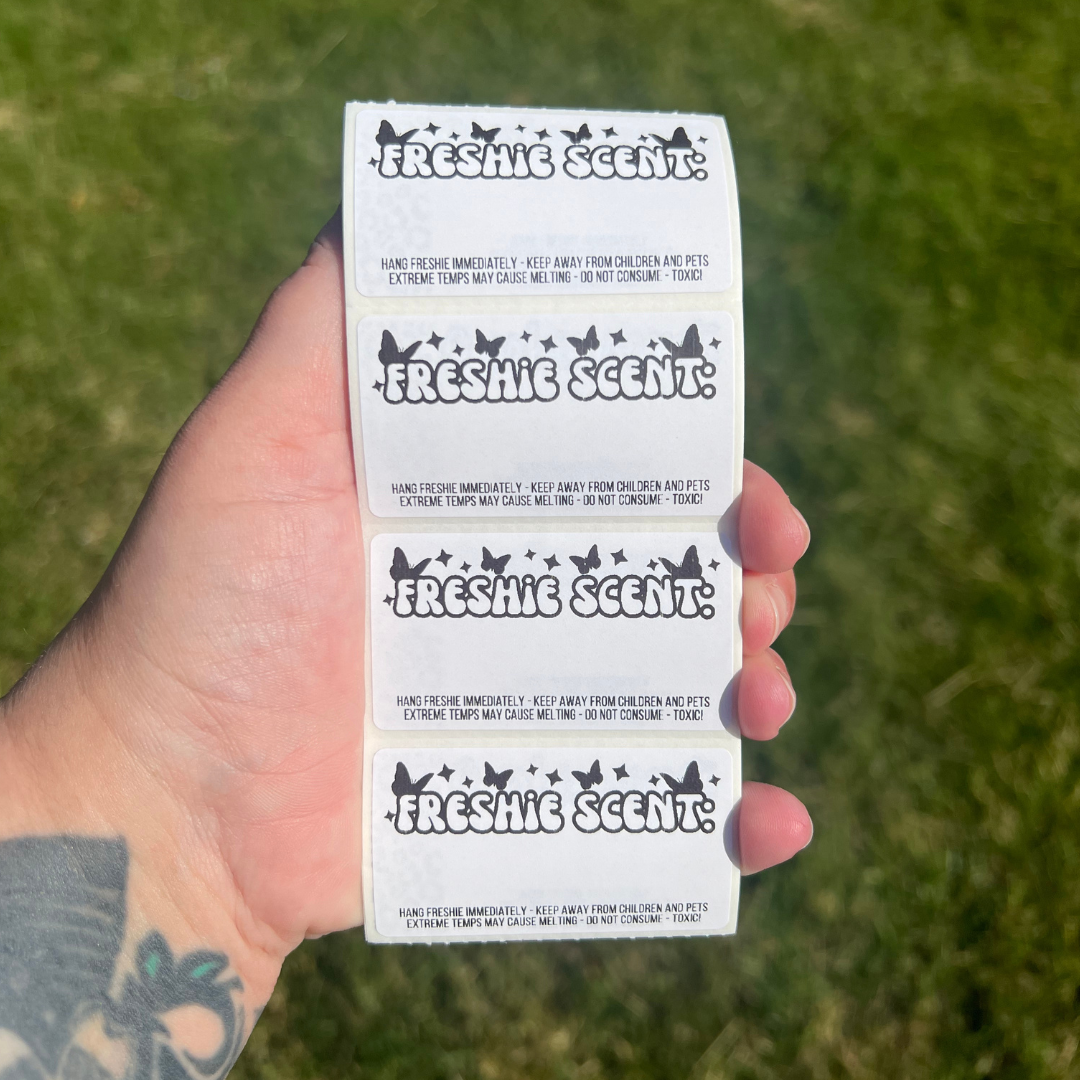 FRESHiE SCENT:
HANG FRESHIE IMMEDIATELY - KEEP AWAY FROM CHILDREN AND PETS
EXTREME TEMPS MAY CAUSE MELTING - DO NOT CONSUME - TOXIC!
FRESHiE SCENT:
HANG FRESHIE IMMEDIATELY - KEEP AWAY FROM CHILDREN AND PETS
EXTREME TEMPS MAY CAUSE MELTING - DO NOT CONSUME - TOXIC!
FRESHiE SCENT:
HANG FRESHIE IMMEDIATELY - KEEP AWAY FROM CHILDREN AND PETS
EXTREME TEMPS MAY CAUSE MELTING - DO NOT CONSUME - TOXIC!
FRESHiE SCENT:
HANG FRESHIE IMMEDIATELY - KEEP AWAY FROM CHILDREN AND PETS
EXTREME TEMPS MAY CAUSE MELTING - DO NOT CONSUME - TOXIC!